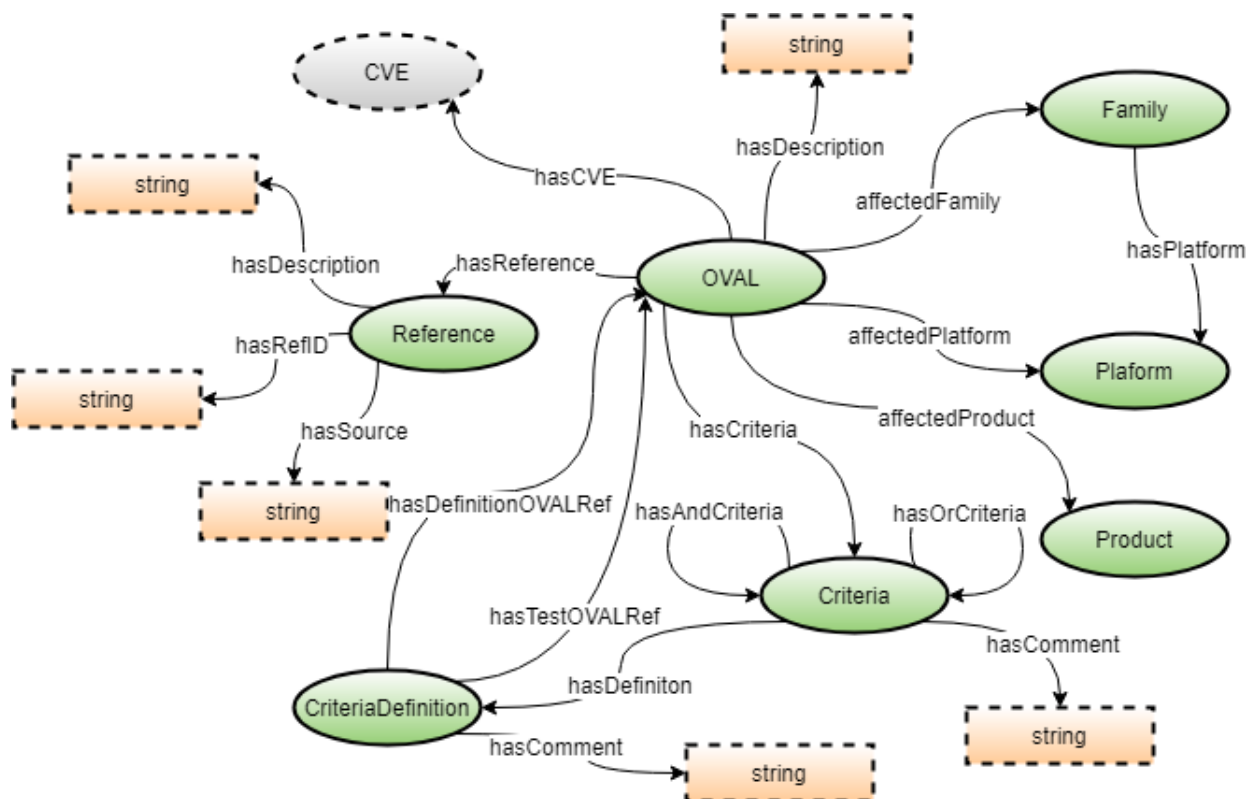 string
CVE
Family
hasDescription
string
hasCVE
affectedFamily
hasPlatform
hasDescription
hasReference
OVAL
Reference
hasRefID
affectedPlatform
Plaform
string
affectedProduct
hasSource
hasCriteria
string
hasDefinitionOVALRef
hasAndCriteria
hasOrCriteria
Product
Criteria
hasTestOVALRef
hasComment
hasDefiniton
CriteriaDefinition
string
hasComment
string